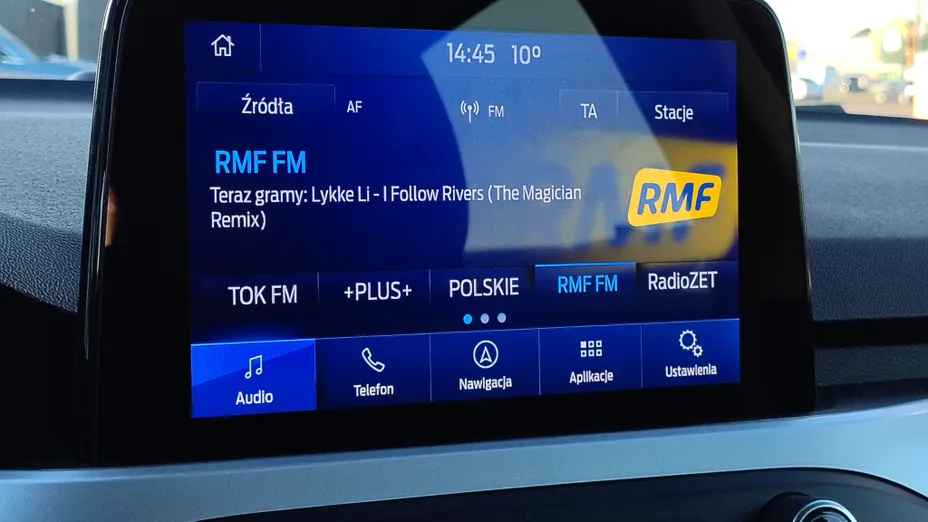 14:45 10°
Źródła AF FM TA Stacje
RMF FM
Teraz gramy: Lykke Li - I Follow Rivers (The Magician
Remix)
RMF
TOK FM +PLUS+ POLSKIE RMF FM RadioZET
Audio Telefon Nawigacja Aplikacje Ustawienia